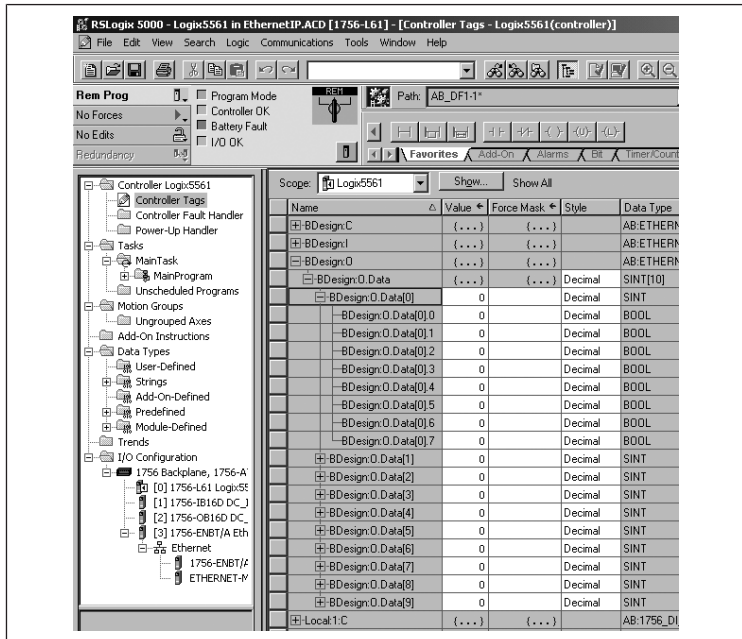 RSLogix 5000 - Logix5561 in EthernetIP.ACD [1756-L61] - [Controller Tags - Logix5561(controller)]
File Edit View Search Logic Communications Tools Window Help
Rem Prog Program Mode REM Path: AB_DF1-1*
No Forces Controller OK
Battery Fault
No Edits I/O OK
Redundancy Favorites Add-On Alarms Bit Timer/Count
Controller Logix5561
Controller Tags
Controller Fault Handler
Power-Up Handler
Tasks
MainTask
MainProgram
Unscheduled Programs
Motion Groups
Ungrouped Axes
Add-On Instructions
Data Types
User-Defined
Strings
Add-On-Defined
Predefined
Module-Defined
Trends
I/O Configuration
1756 Backplane, 1756-A
[0] 1756-L61 Logix55
[1] 1756-IB16D DC_I
[2] 1756-OB16D DC_
[3] 1756-ENBT/A Eth
Ethernet
1756-ENBT/A
ETHERNET-M
Scope: Logix5561 Show... Show All
Name Value Force Mask Style Data Type
BDesign:C {...} {...} AB:ETHERN
BDesign:I {...} {...} AB:ETHERN
BDesign:O {...} {...} AB:ETHERN
BDesign:O.Data {...} {...} Decimal SINT[10]
BDesign:O.Data[0] 0 Decimal SINT
BDesign:O.Data[0].0 0 Decimal BOOL
BDesign:O.Data[0].1 0 Decimal BOOL
BDesign:O.Data[0].2 0 Decimal BOOL
BDesign:O.Data[0].3 0 Decimal BOOL
BDesign:O.Data[0].4 0 Decimal BOOL
BDesign:O.Data[0].5 0 Decimal BOOL
BDesign:O.Data[0].6 0 Decimal BOOL
BDesign:O.Data[0].7 0 Decimal BOOL
BDesign:O.Data[1] 0 Decimal SINT
BDesign:O.Data[2] 0 Decimal SINT
BDesign:O.Data[3] 0 Decimal SINT
BDesign:O.Data[4] 0 Decimal SINT
BDesign:O.Data[5] 0 Decimal SINT
BDesign:O.Data[6] 0 Decimal SINT
BDesign:O.Data[7] 0 Decimal SINT
BDesign:O.Data[8] 0 Decimal SINT
BDesign:O.Data[9] 0 Decimal SINT
Local:1:C {...} {...} AB:1756_DI